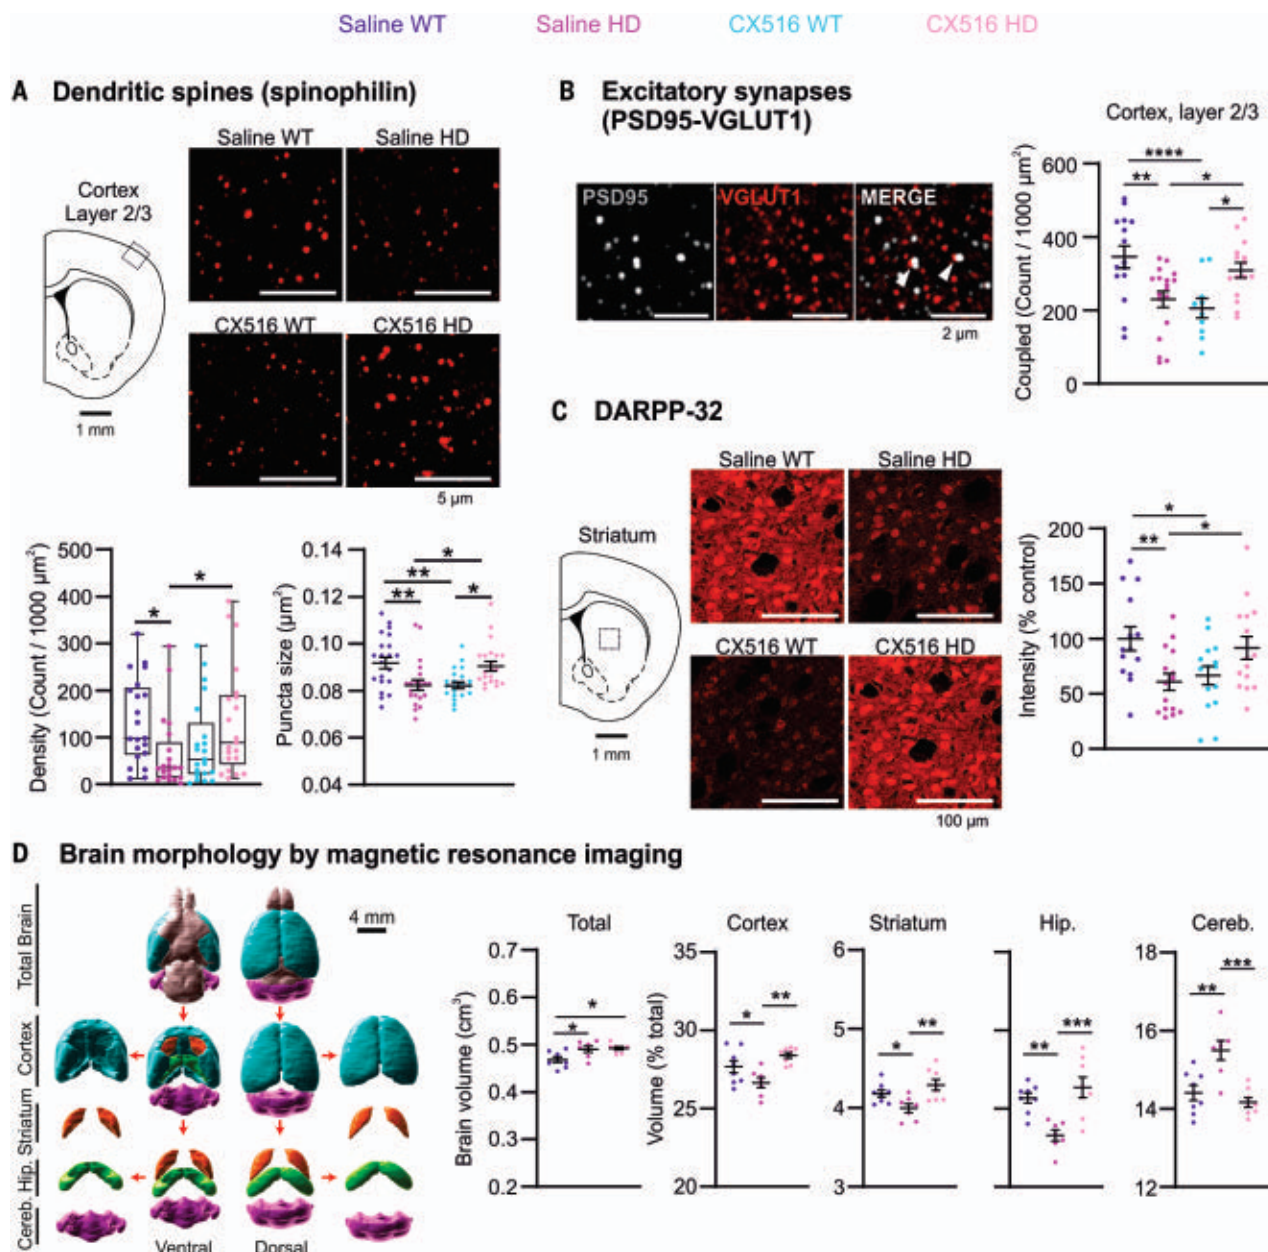 Saline WT Saline HD CX516 WT CX516 HD
A Dendritic spines (spinophilin)
Saline WT Saline HD
Cortex
Layer 2/3
CX516 WT CX516 HD
1 mm
5 µm
500
400
300
200
100
0
Density (Count / 1000 µm²)
*
*
0.14
0.12
0.10
0.08
0.06
0.04
Puncta size (µm²)
*
**
**
*
B Excitatory synapses
(PSD95-VGLUT1)
PSD95 VGLUT1 MERGE
2 µm
Cortex, layer 2/3
600
400
200
0
Coupled (Count / 1000 µm²)
****
** *
*
C DARPP-32
Saline WT Saline HD
Striatum
CX516 WT CX516 HD
1 mm
100 µm
200
150
100
50
0
Intensity (% control)
*
** *
D Brain morphology by magnetic resonance imaging
Total Brain
Cortex
Striatum
Hip.
Cereb.
4 mm
Ventral Dorsal
Total
0.7
0.6
0.5
0.4
0.3
0.2
Brain volume (cm³)
*
*
Cortex
35
30
25
20
Volume (% total)
**
*
Striatum
6
5
4
3
**
*
Hip.
***
**
Cereb.
18
16
14
12
***
**